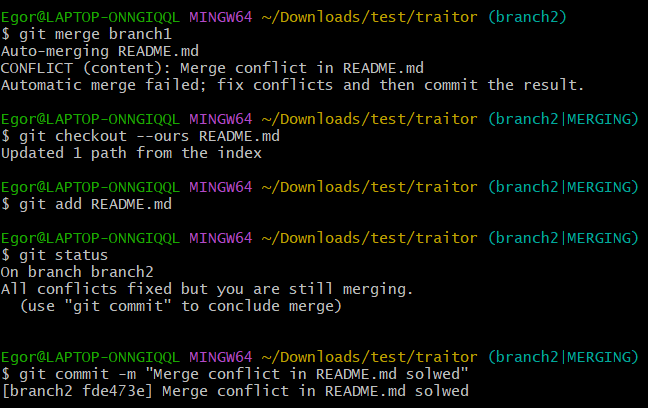 Egor@LAPTOP-ONNGIQQL MINGW64 ~/Downloads/test/traitor (branch2)
$ git merge branch1
Auto-merging README.md
CONFLICT (content): Merge conflict in README.md
Automatic merge failed; fix conflicts and then commit the result.
Egor@LAPTOP-ONNGIQQL MINGW64 ~/Downloads/test/traitor (branch2|MERGING)
$ git checkout --ours README.md
Updated 1 path from the index
Egor@LAPTOP-ONNGIQQL MINGW64 ~/Downloads/test/traitor (branch2|MERGING)
$ git add README.md
Egor@LAPTOP-ONNGIQQL MINGW64 ~/Downloads/test/traitor (branch2|MERGING)
$ git status
On branch branch2
All conflicts fixed but you are still merging.
  (use "git commit" to conclude merge)
Egor@LAPTOP-ONNGIQQL MINGW64 ~/Downloads/test/traitor (branch2|MERGING)
$ git commit -m "Merge conflict in README.md solwed"
[branch2 fde473e] Merge conflict in README.md solwed